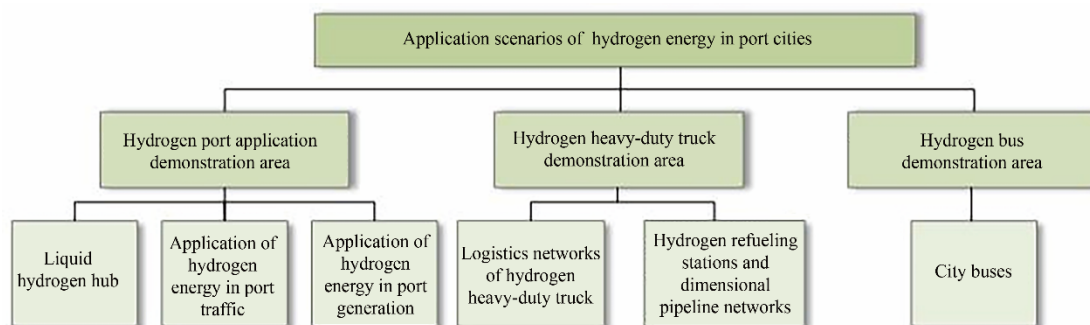 Application scenarios of hydrogen energy in port cities
Hydrogen port application
demonstration area
Hydrogen heavy-duty truck
demonstration area
Hydrogen bus
demonstration area
Liquid
hydrogen hub
Application of
hydrogen
energy in port
traffic
Application of
hydrogen
energy in port
generation
Logistics networks
of hydrogen
heavy-duty truck
Hydrogen refueling
stations and
dimensional
pipeline networks
City buses